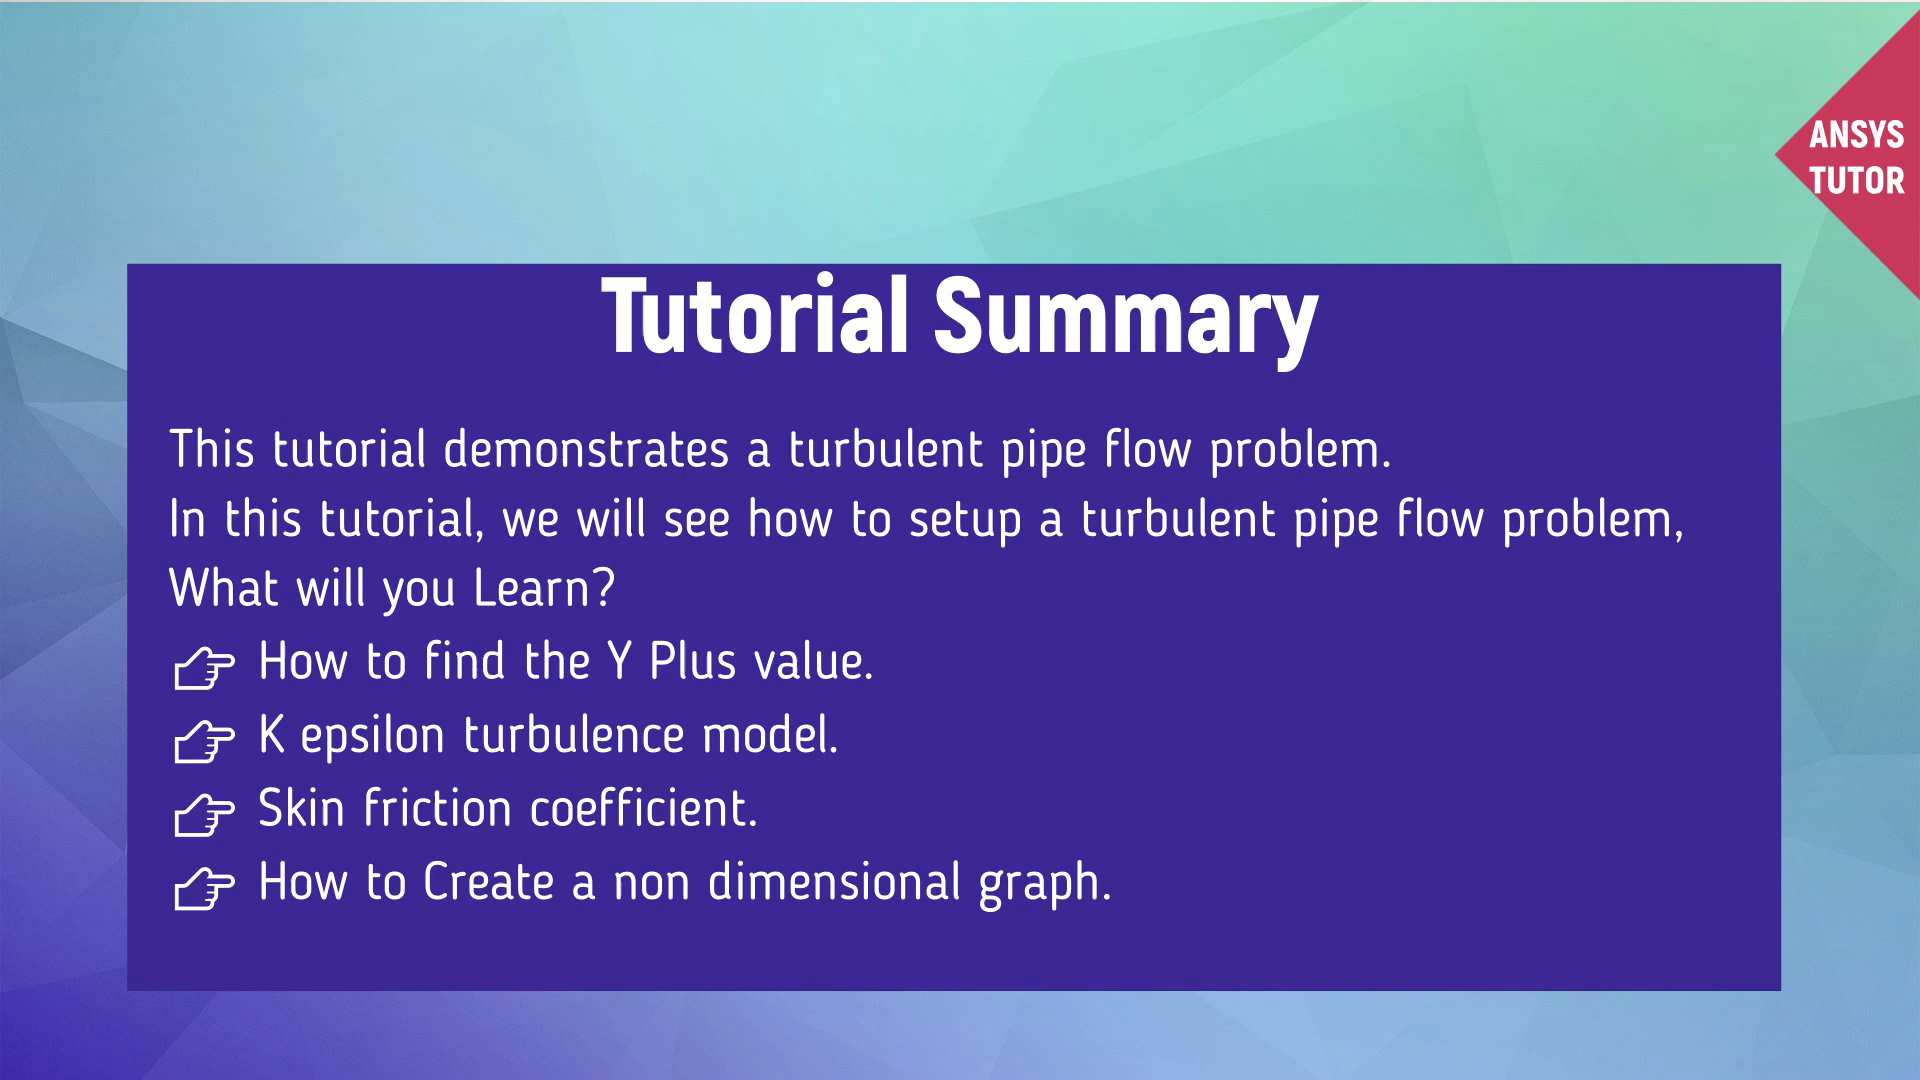 ANSYS
TUTOR
Tutorial Summary
This tutorial demonstrates a turbulent pipe flow problem.
In this tutorial, we will see how to setup a turbulent pipe flow problem,
What will you Learn?
How to find the Y Plus value.
K epsilon turbulence model.
Skin friction coefficient.
How to Create a non dimensional graph.